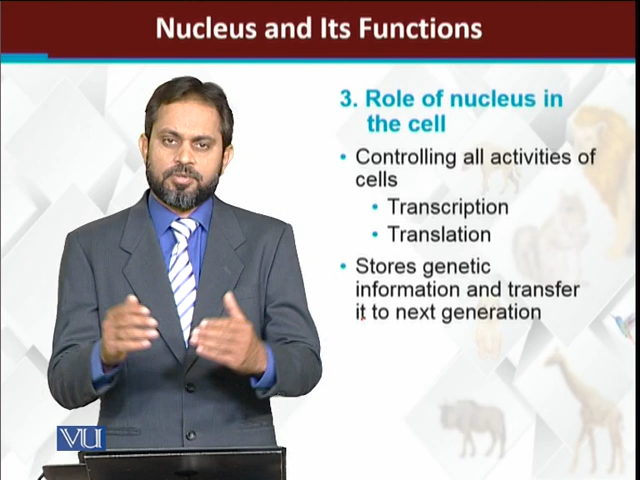 Nucleus and Its Functions
3. Role of nucleus in
the cell
• Controlling all activities of
cells
• Transcription
• Translation
• Stores genetic
information and transfer
it to next generation
VU